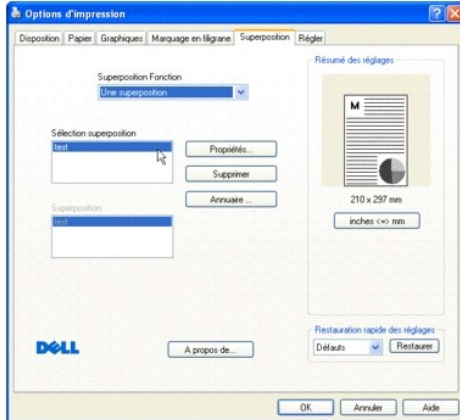 Options d'impression
Disposition Papier Graphiques Marquage en filigrane Superposition Régler
Superposition Fonction
Une superposition
Sélection superposition
test
Propriétés...
Supprimer
Annuaire ...
Superposition
test
DELL
A propos de...
Résumé des réglages
M
210 x 297 mm
inches <=> mm
Restauration rapide des réglages
Défauts Restaurer
OK Annuler Aide